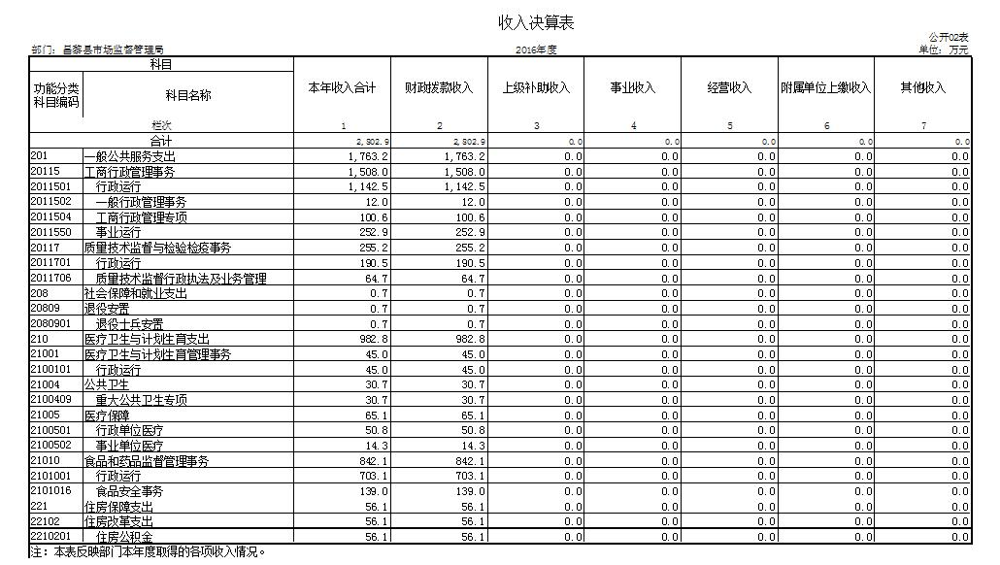 收入决算表
公开02表
部门：昌黎县市场监督管理局 2016年度 单位：万元
科目 本年收入合计 财政拨款收入 上级补助收入 事业收入 经营收入 附属单位上缴收入 其他收入
功能分类科目编码 科目名称
栏次 1 2 3 4 5 6 7
合计 2,802.9 2,802.9 0.0 0.0 0.0 0.0 0.0
201 一般公共服务支出 1,763.2 1,763.2 0.0 0.0 0.0 0.0 0.0
20115 工商行政管理事务 1,508.0 1,508.0 0.0 0.0 0.0 0.0 0.0
2011501 行政运行 1,142.5 1,142.5 0.0 0.0 0.0 0.0 0.0
2011502 一般行政管理事务 12.0 12.0 0.0 0.0 0.0 0.0 0.0
2011504 工商行政管理专项 100.6 100.6 0.0 0.0 0.0 0.0 0.0
2011550 事业运行 252.9 252.9 0.0 0.0 0.0 0.0 0.0
20117 质量技术监督与检验检疫事务 255.2 255.2 0.0 0.0 0.0 0.0 0.0
2011701 行政运行 190.5 190.5 0.0 0.0 0.0 0.0 0.0
2011706 质量技术监督行政执法及业务管理 64.7 64.7 0.0 0.0 0.0 0.0 0.0
208 社会保障和就业支出 0.7 0.7 0.0 0.0 0.0 0.0 0.0
20809 退役安置 0.7 0.7 0.0 0.0 0.0 0.0 0.0
2080901 退役士兵安置 0.7 0.7 0.0 0.0 0.0 0.0 0.0
210 医疗卫生与计划生育支出 982.8 982.8 0.0 0.0 0.0 0.0 0.0
21001 医疗卫生与计划生育管理事务 45.0 45.0 0.0 0.0 0.0 0.0 0.0
2100101 行政运行 45.0 45.0 0.0 0.0 0.0 0.0 0.0
21004 公共卫生 30.7 30.7 0.0 0.0 0.0 0.0 0.0
2100409 重大公共卫生专项 30.7 30.7 0.0 0.0 0.0 0.0 0.0
21005 医疗保障 65.1 65.1 0.0 0.0 0.0 0.0 0.0
2100501 行政单位医疗 50.8 50.8 0.0 0.0 0.0 0.0 0.0
2100502 事业单位医疗 14.3 14.3 0.0 0.0 0.0 0.0 0.0
21010 食品和药品监督管理事务 842.1 842.1 0.0 0.0 0.0 0.0 0.0
2101001 行政运行 703.1 703.1 0.0 0.0 0.0 0.0 0.0
2101016 食品安全事务 139.0 139.0 0.0 0.0 0.0 0.0 0.0
221 住房保障支出 56.1 56.1 0.0 0.0 0.0 0.0 0.0
22102 住房改革支出 56.1 56.1 0.0 0.0 0.0 0.0 0.0
2210201 住房公积金 56.1 56.1 0.0 0.0 0.0 0.0 0.0
注：本表反映部门本年度取得的各项收入情况。